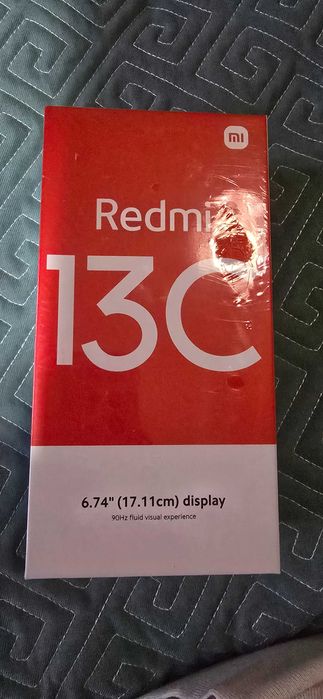 mi
Redmi
13C
6.74" (17.11cm) display
90Hz fluid visual experience